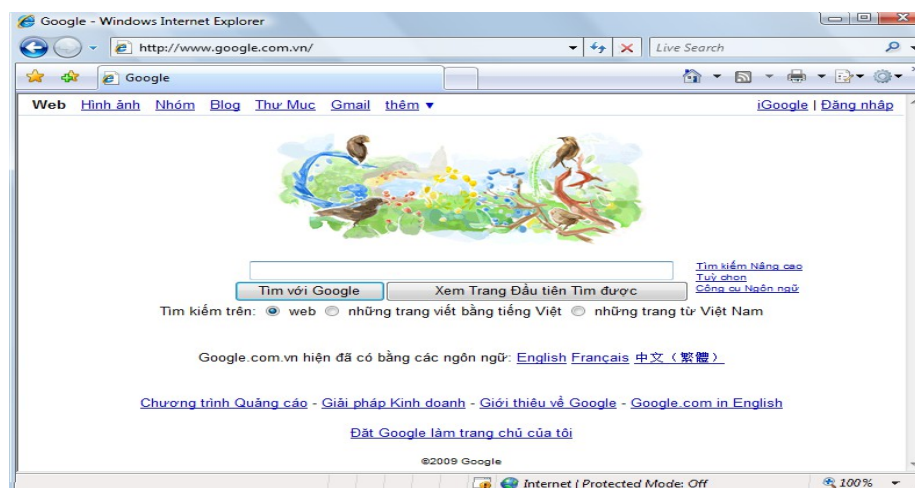 Google - Windows Internet Explorer
http://www.google.com.vn/
Live Search
Google
Web Hình ảnh Nhóm Blog Thư Mục Gmail thêm ▼ iGoogle | Đăng nhập
Tìm kiếm Nâng cao
Tuỳ chọn
Công cụ Ngôn ngữ
Tìm với Google Xem Trang Đầu tiên Tìm được
Tìm kiếm trên: web những trang viết bằng tiếng Việt những trang từ Việt Nam
Google.com.vn hiện đã có bằng các ngôn ngữ: English Français 中文（繁體）
Chương trình Quảng cáo - Giải pháp Kinh doanh - Giới thiệu về Google - Google.com in English
Đặt Google làm trang chủ của tôi
©2009 Google
Internet | Protected Mode: Off 100%